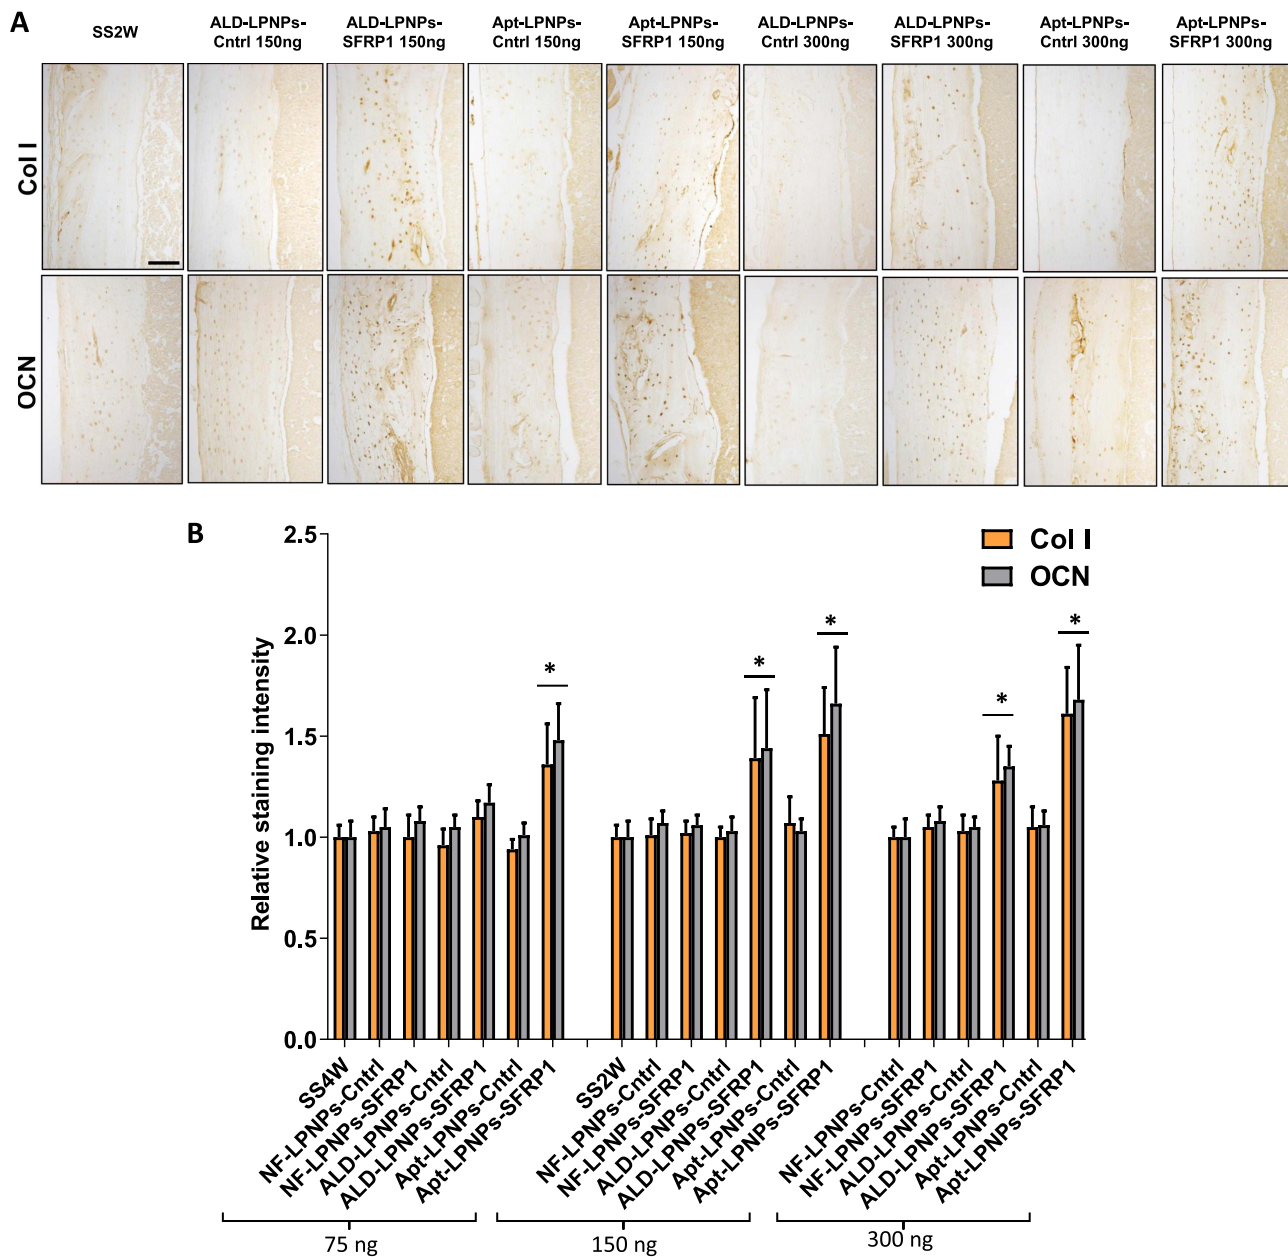 A
SS2W
ALD-LPNPs-
Cntrl 150ng
ALD-LPNPs-
SFRP1 150ng
Apt-LPNPs-
Cntrl 150ng
Apt-LPNPs-
SFRP1 150ng
ALD-LPNPs-
Cntrl 300ng
ALD-LPNPs-
SFRP1 300ng
Apt-LPNPs-
Cntrl 300ng
Apt-LPNPs-
SFRP1 300ng
Col I
OCN
B
Col I
OCN
Relative staining intensity
2.5
2.0
1.5
1.0
0.5
0.0
*
*
*
*
*
SS4W
NF-LPNPs-Cntrl
NF-LPNPs-SFRP1
ALD-LPNPs-Cntrl
ALD-LPNPs-SFRP1
Apt-LPNPs-Cntrl
Apt-LPNPs-SFRP1
SS2W
NF-LPNPs-Cntrl
NF-LPNPs-SFRP1
ALD-LPNPs-Cntrl
ALD-LPNPs-SFRP1
Apt-LPNPs-Cntrl
Apt-LPNPs-SFRP1
NF-LPNPs-Cntrl
NF-LPNPs-SFRP1
ALD-LPNPs-Cntrl
ALD-LPNPs-SFRP1
Apt-LPNPs-Cntrl
Apt-LPNPs-SFRP1
75 ng
150 ng
300 ng